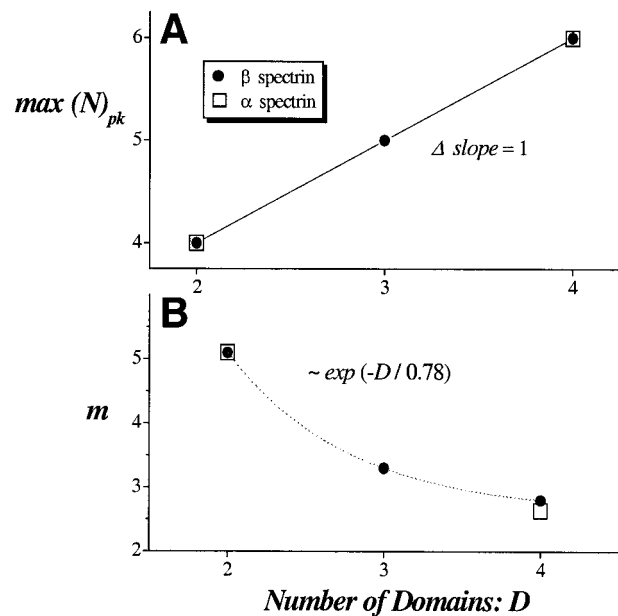 A
6
β spectrin
α spectrin
max (N)pk
5
Δ slope = 1
4
2 3 4
B
~ exp (-D / 0.78)
5
m
4
3
2
2 3 4
Number of Domains: D